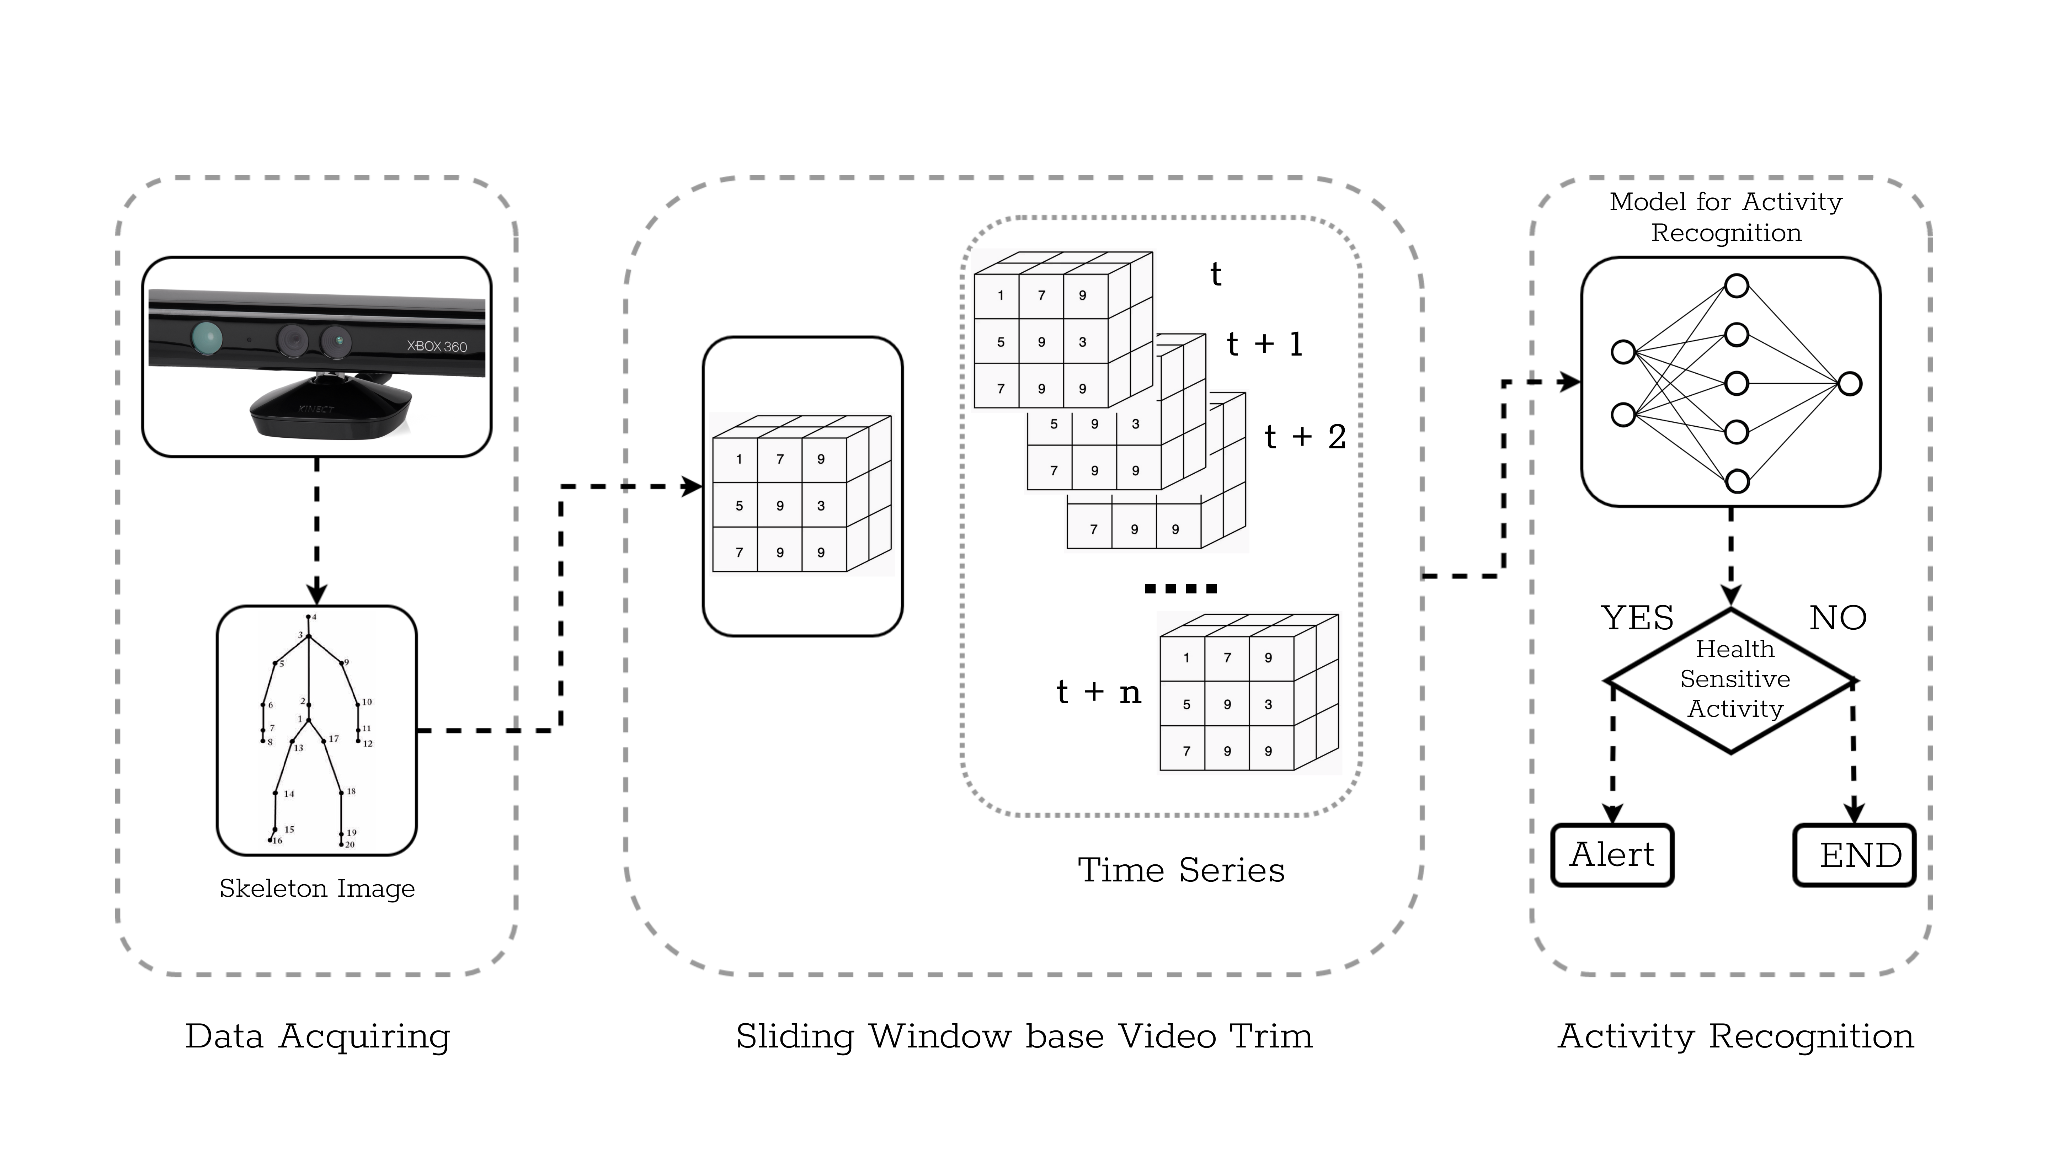 XBOX 360
KINECT
4
3
5
9
6
10
2
7
1
11
8
12
13
17
14
18
15
19
16
20
Skeleton Image
Data Acquiring
1 7 9
5 9 3
7 9 9
1 7 9
5 9 3
7 9 9
t
t + 1
5 9 3
7 9 9
t + 2
7 9 9
....
t + n
1 7 9
5 9 3
7 9 9
Time Series
Sliding Window base Video Trim
Model for Activity
Recognition
YES
NO
Health
Sensitive
Activity
Alert
END
Activity Recognition